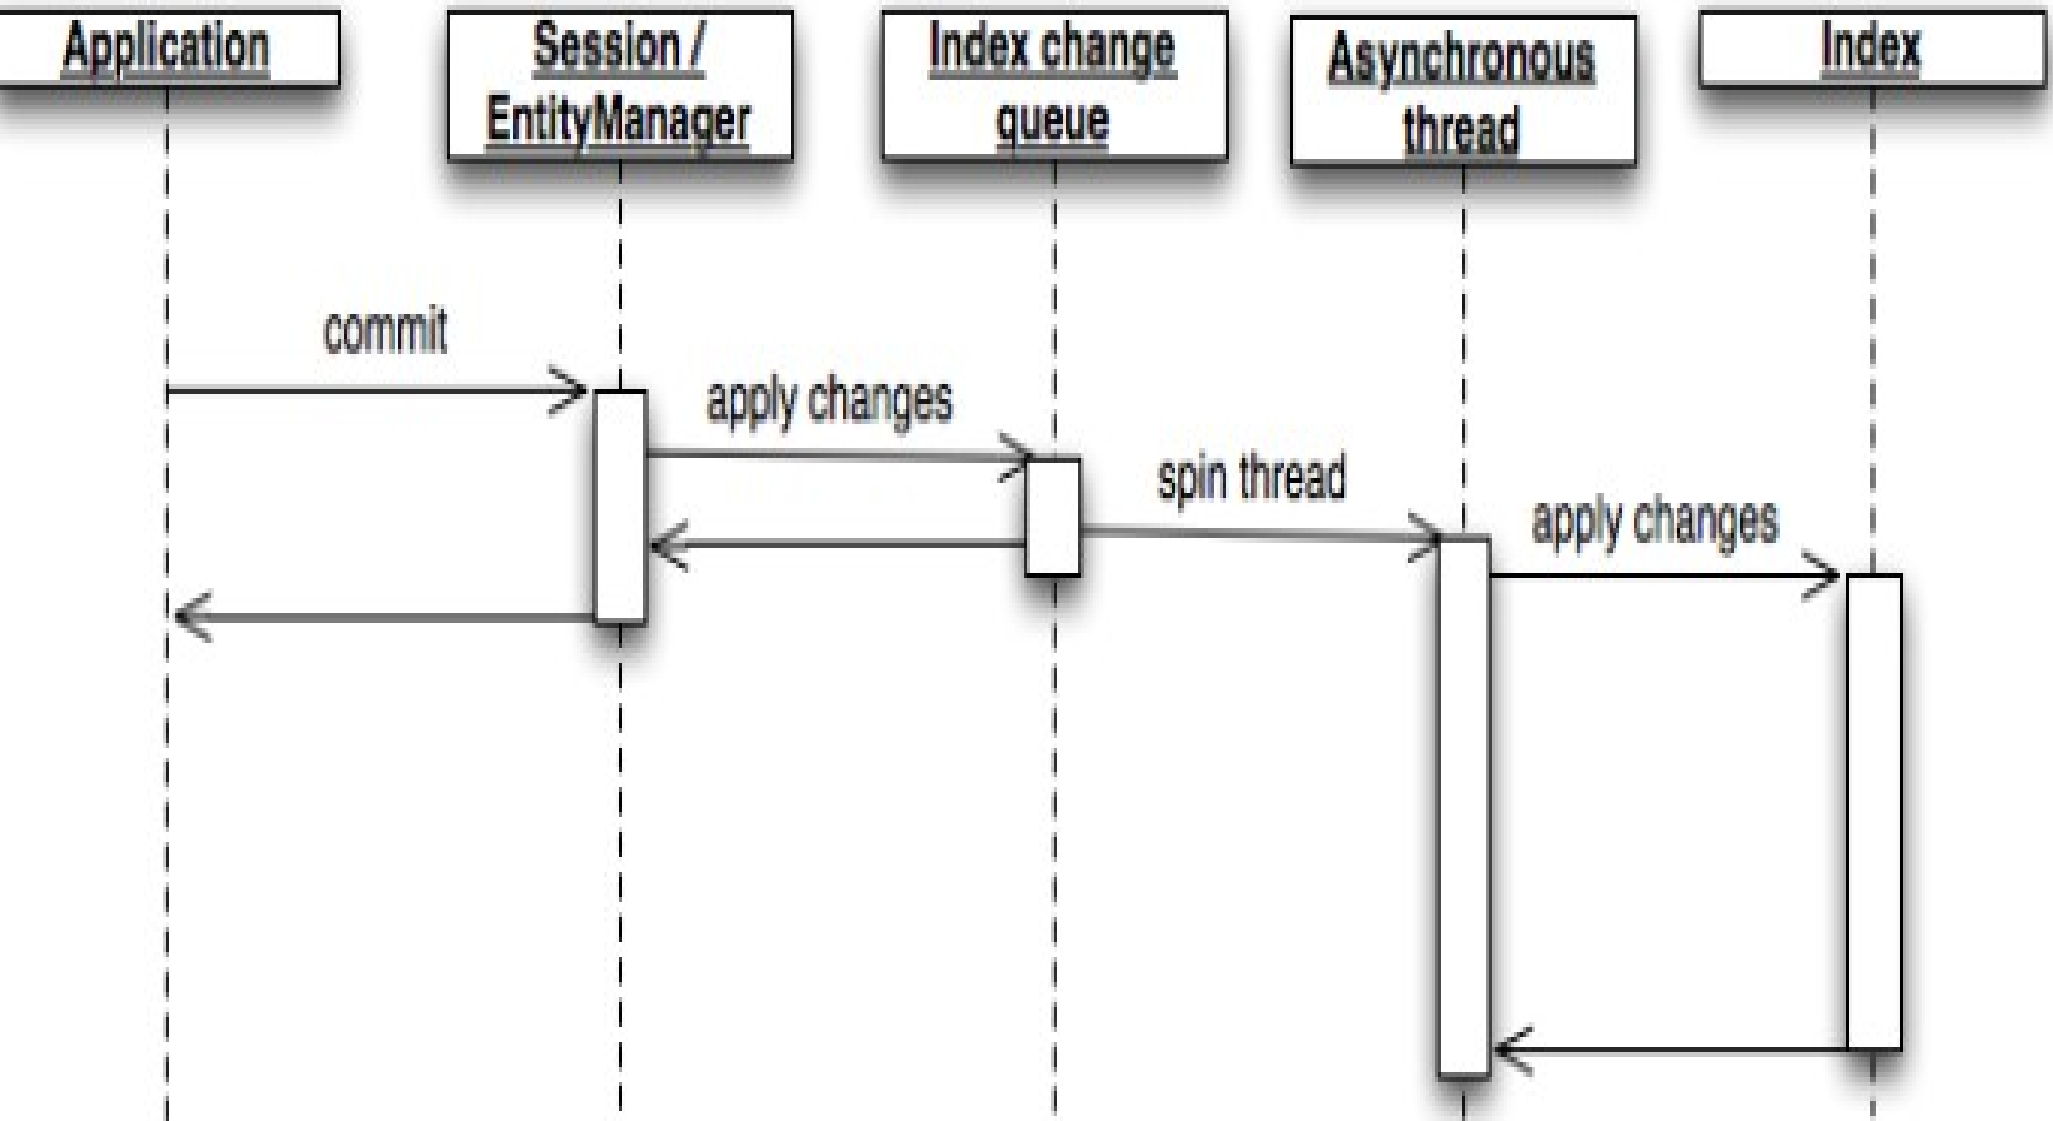 Application
Session /
EntityManager
Index change
queue
Asynchronous
thread
Index
commit
apply changes
spin thread
apply changes